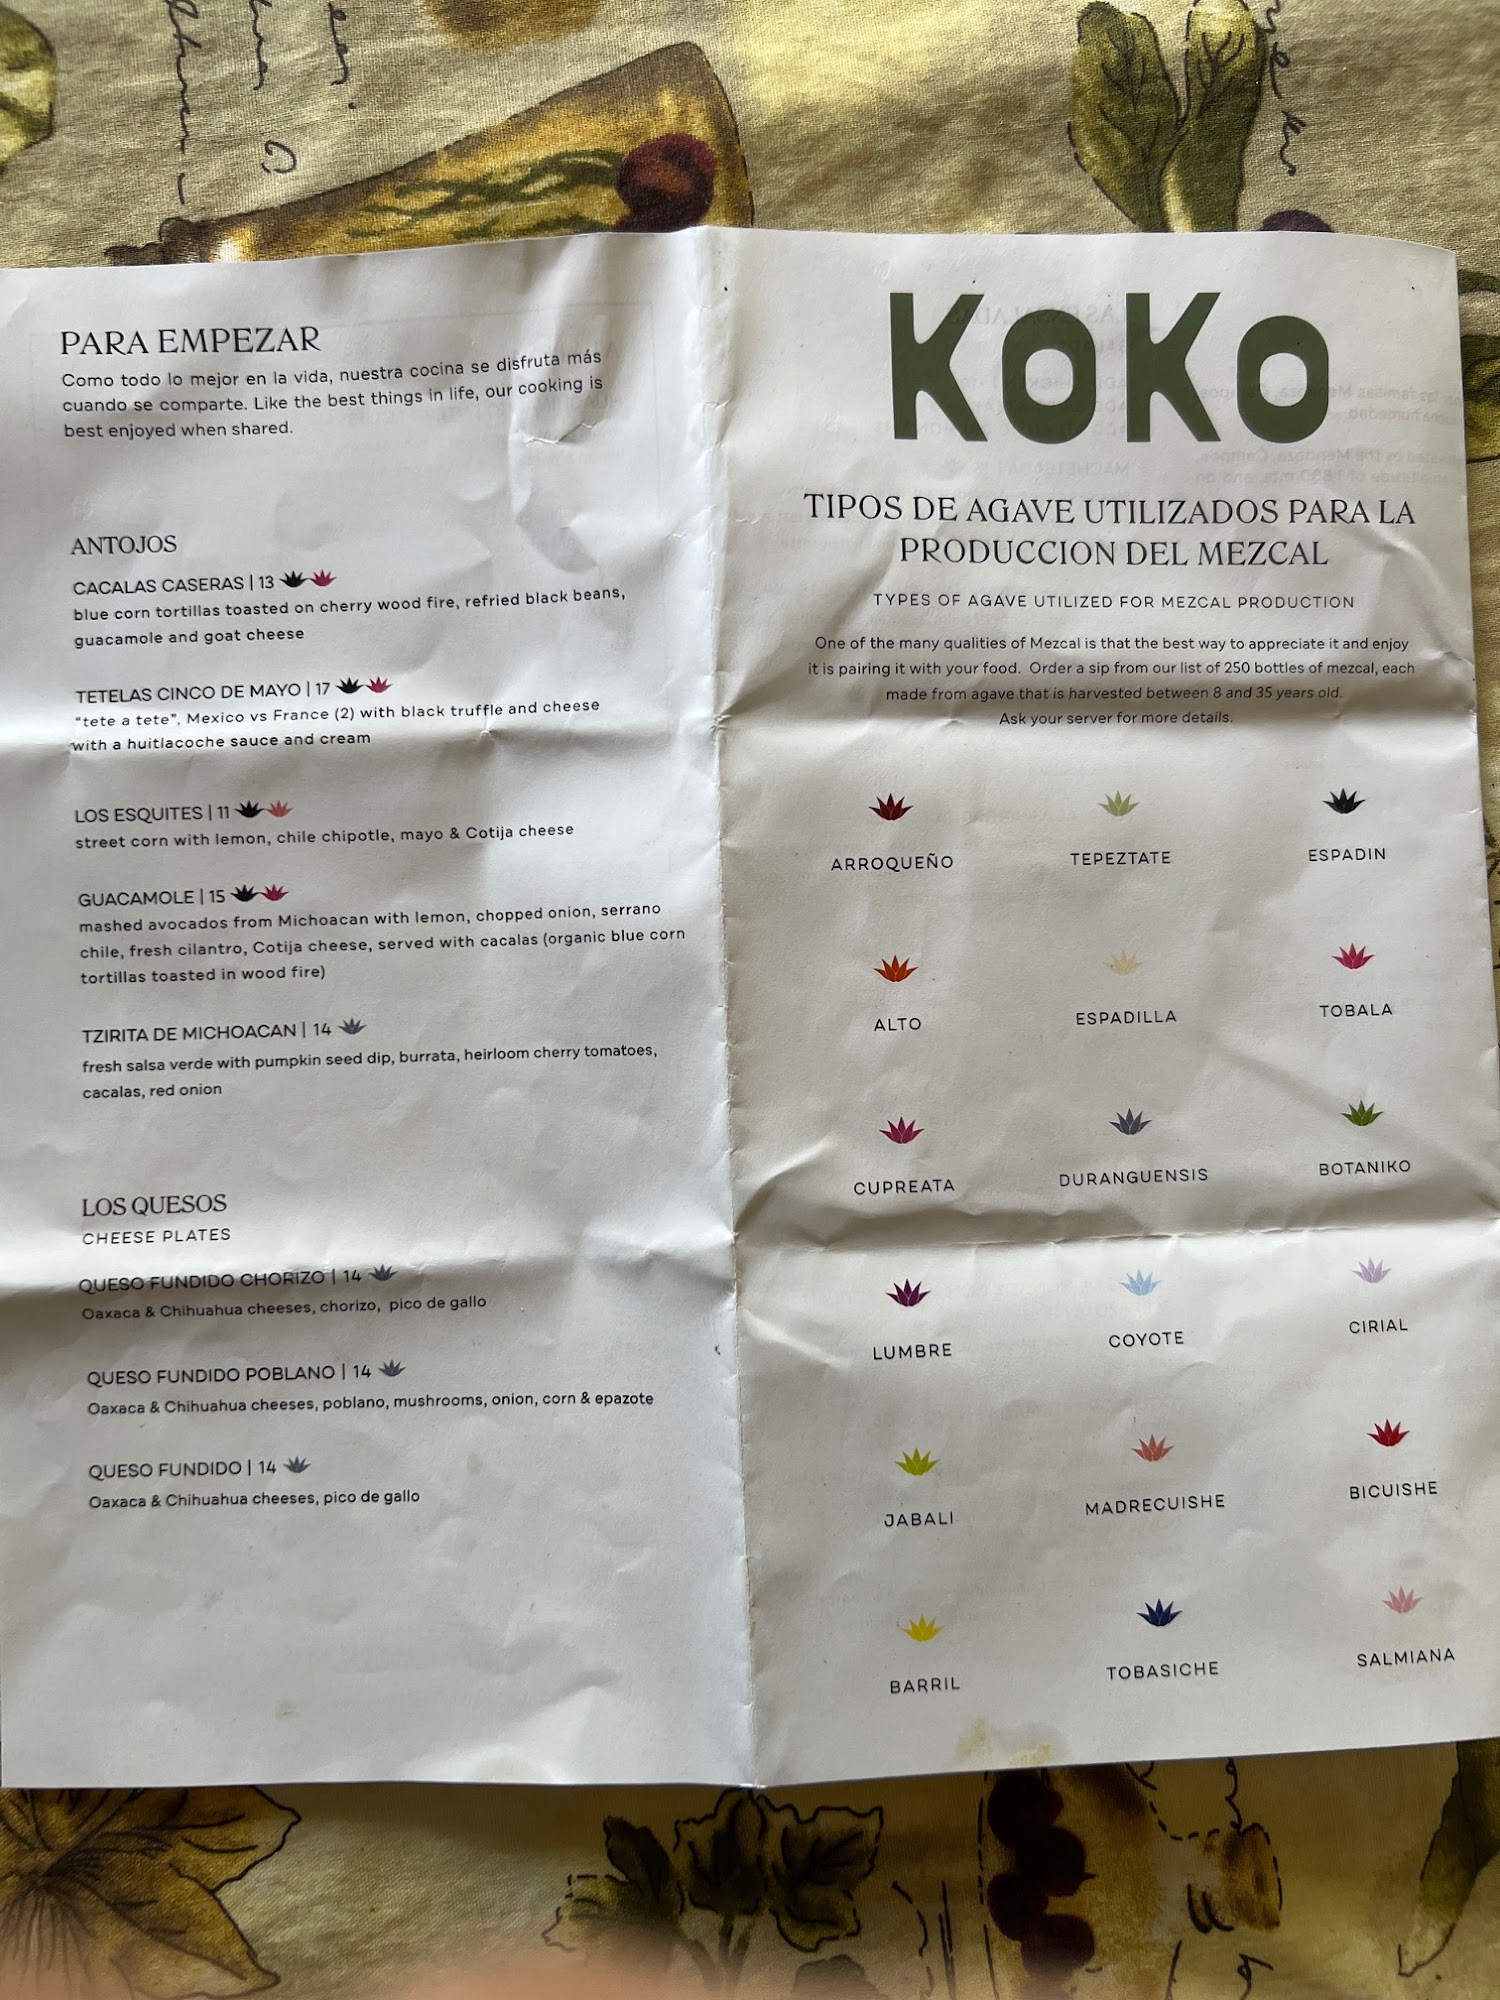 PARA EMPEZAR
Como todo lo mejor en la vida, nuestra cocina se disfruta más
cuando se comparte. Like the best things in life, our cooking is
best enjoyed when shared.
ANTOJOS
CACALAS CASERAS | 13
blue corn tortillas toasted on cherry wood fire, refried black beans,
guacamole and goat cheese
TETELAS CINCO DE MAYO | 17
"tete a tete", Mexico vs France (2) with black truffle and cheese
with a huitlacoche sauce and cream
LOS ESQUITES | 11
street corn with lemon, chile chipotle, mayo & Cotija cheese
GUACAMOLE | 15
mashed avocados from Michoacan with lemon, chopped onion, serrano
chile, fresh cilantro, Cotija cheese, served with cacalas (organic blue corn
tortillas toasted in wood fire)
TZIRITA DE MICHOACAN | 14
fresh salsa verde with pumpkin seed dip, burrata, heirloom cherry tomatoes,
cacalas, red onion
LOS QUESOS
CHEESE PLATES
QUESO FUNDIDO CHORIZO | 14
Oaxaca & Chihuahua cheeses, chorizo, pico de gallo
QUESO FUNDIDO POBLANO | 14
Oaxaca & Chihuahua cheeses, poblano, mushrooms, onion, corn & epazote
QUESO FUNDIDO | 14
Oaxaca & Chihuahua cheeses, pico de gallo
KOKO
TIPOS DE AGAVE UTILIZADOS PARA LA
PRODUCCION DEL MEZCAL
TYPES OF AGAVE UTILIZED FOR MEZCAL PRODUCTION
One of the many qualities of Mezcal is that the best way to appreciate it and enjoy
it is pairing it with your food. Order a sip from our list of 250 bottles of mezcal, each
made from agave that is harvested between 8 and 35 years old.
Ask your server for more details.
ARROQUEÑO TEPEZTATE ESPADIN
ALTO ESPADILLA TOBALA
CUPREATA DURANGUENSIS BOTANIKO
LUMBRE COYOTE CIRIAL
JABALI MADRECUISHE BICUISHE
BARRIL TOBASICHE SALMIANA